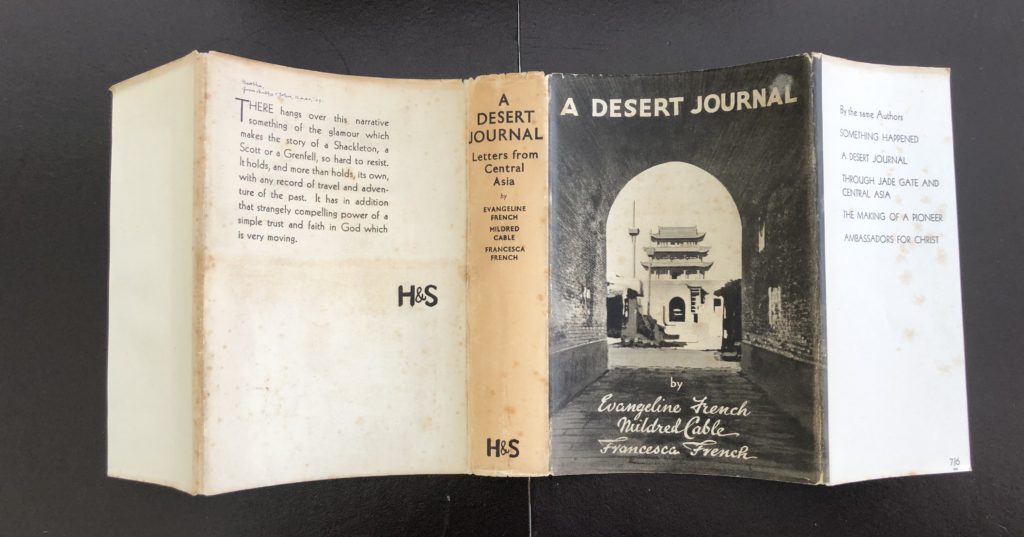 THERE hangs over this narrative
something of the glamour which
makes the story of a Shackleton, a
Scott or a Grenfell, so hard to resist.
It holds, and more than holds, its own,
with any record of travel and adven-
ture of the past. It has in addition
that strangely compelling power of a
simple trust and faith in God which
is very moving.
H&S
A
DESERT
JOURNAL
Letters from
Central
Asia
by
EVANGELINE
FRENCH
MILDRED
CABLE
FRANCESCA
FRENCH
H&S
A DESERT JOURNAL
by
Evangeline French
Mildred Cable
Francesca French
By the same Authors
SOMETHING HAPPENED
A DESERT JOURNAL
THROUGH JADE GATE AND
CENTRAL ASIA
THE MAKING OF A PIONEER
AMBASSADORS FOR CHRIST
7/6